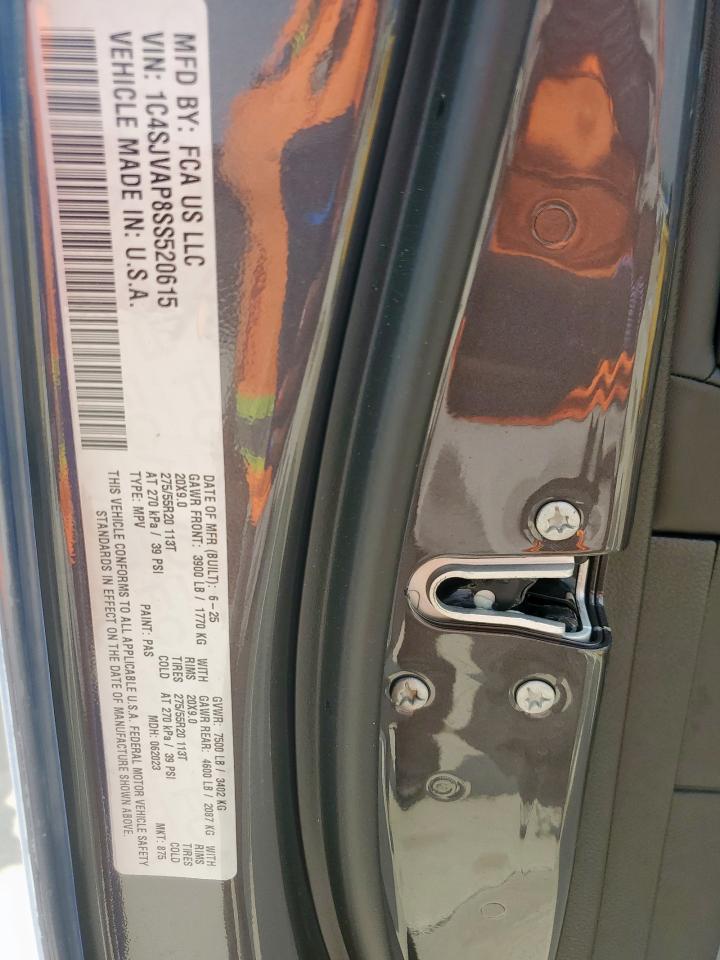 MFD BY: FCA US LLC
VIN: 1C4SJVAP8SS520615
VEHICLE MADE IN: U.S.A.
DATE OF MFR (BUILT): 6-25 GVWR: 7500 LB / 3402 KG
GAWR FRONT: 3900 LB / 1770 KG WITH GAWR REAR: 4600 LB / 2087 KG WITH
20X9.0 RIMS 20X9.0 RIMS
275/55R20 113T TIRES 275/55R20 113T TIRES
AT 270 kPa / 39 PSI COLD AT 270 kPa / 39 PSI COLD
TYPE: MPV PAINT: PAS MDH: 062023 MKT: 875
THIS VEHICLE CONFORMS TO ALL APPLICABLE U.S.A. FEDERAL MOTOR VEHICLE SAFETY
STANDARDS IN EFFECT ON THE DATE OF MANUFACTURE SHOWN ABOVE.